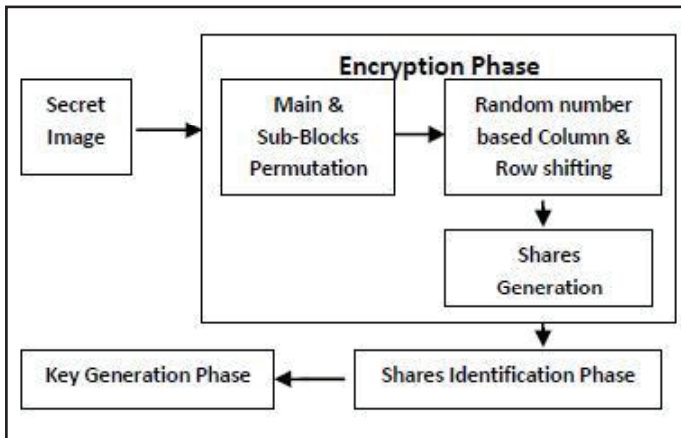 Encryption Phase
Secret
Image
Main &
Sub-Blocks
Permutation
Random number
based Column &
Row shifting
Shares
Generation
Key Generation Phase
Shares Identification Phase